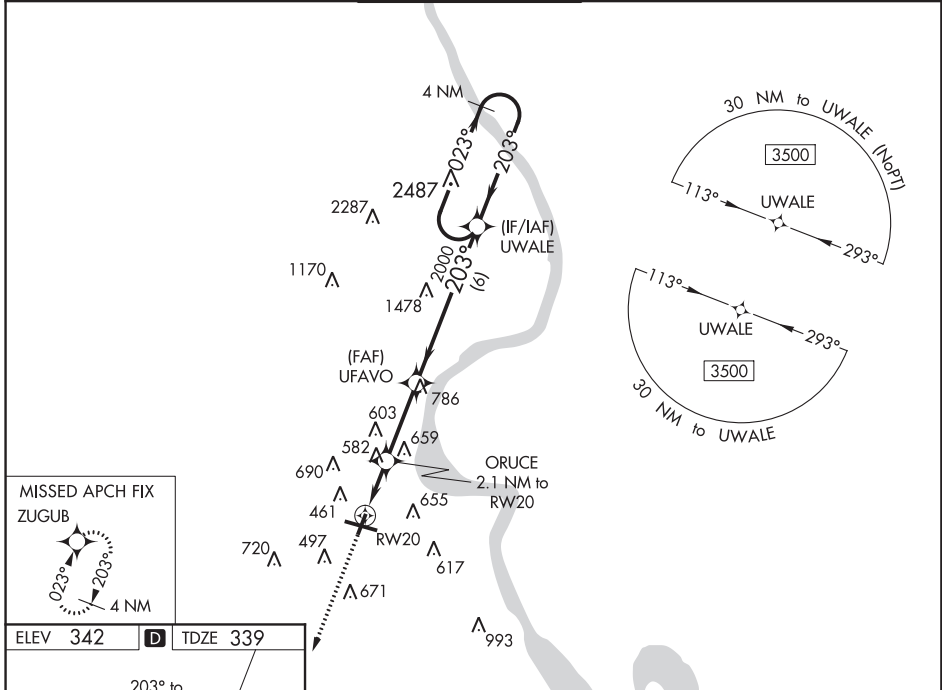 4 NM
023°
203°
2487
2287
(IF/IAF)
UWALE
1170
2000
203°
(6)
1478
(FAF)
UFAVO
786
603
582
659
690
ORUCE
2.1 NM to
RW20
461
655
RW20
497
720
617
671
993
30 NM to UWALE (NoPT)
3500
113°
UWALE
293°
113°
UWALE
293°
3500
30 NM to UWALE
MISSED APCH FIX
ZUGUB
023°
203°
4 NM
ELEV 342 D TDZE 339
203° to